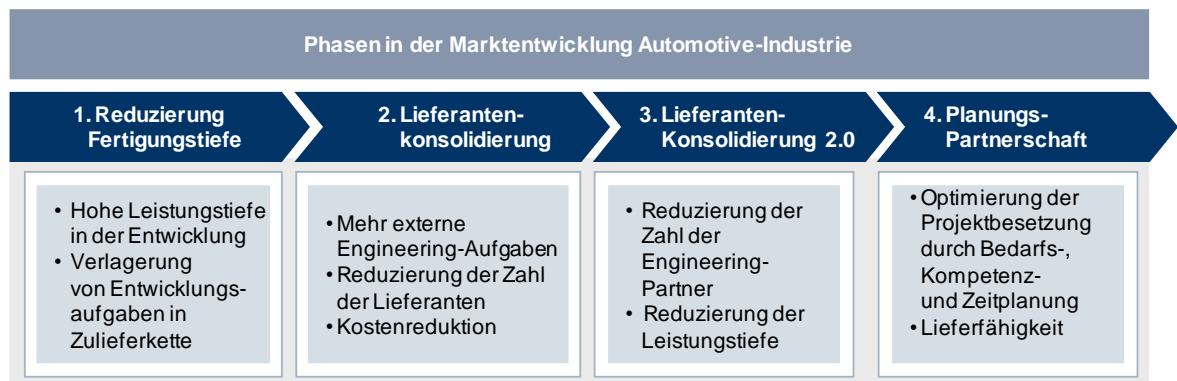 Phasen in der Marktentwicklung Automotive-Industrie
1. Reduzierung
Fertigungstiefe
2. Lieferanten-
konsolidierung
3. Lieferanten-
Konsolidierung 2.0
4. Planungs-
Partnerschaft
• Hohe Leistungstiefe
in der Entwicklung
• Verlagerung
von Entwicklungs-
aufgaben in
Zulieferkette
• Mehr externe
Engineering-Aufgaben
• Reduzierung der Zahl
der Lieferanten
• Kostenreduktion
• Reduzierung der
Zahl der
Engineering-
Partner
• Reduzierung der
Leistungstiefe
• Optimierung der
Projektbesetzung
durch Bedarfs-,
Kompetenz-
und Zeitplanung
• Lieferfähigkeit